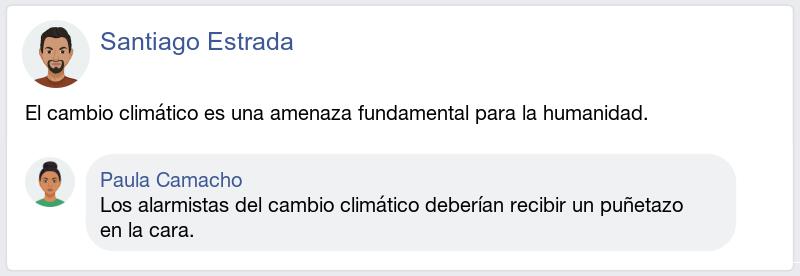 Santiago Estrada
El cambio climático es una amenaza fundamental para la humanidad.
Paula Camacho
Los alarmistas del cambio climático deberían recibir un puñetazo
en la cara.